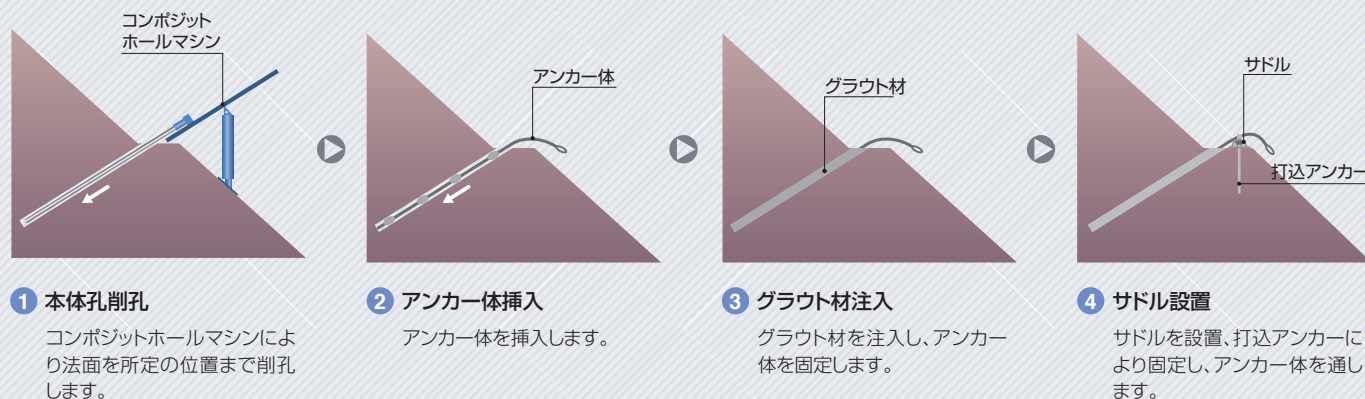 コンポジット
ホールマシン
アンカー体
グラウト材
サドル
打込アンカー
1 本体孔削孔
コンポジットホールマシンによ
り法面を所定の位置まで削孔
します。
2 アンカー体挿入
アンカー体を挿入します。
3 グラウト材注入
グラウト材を注入し、アンカー
体を固定します。
4 サドル設置
サドルを設置、打込アンカーに
より固定し、アンカー体を通し
ます。